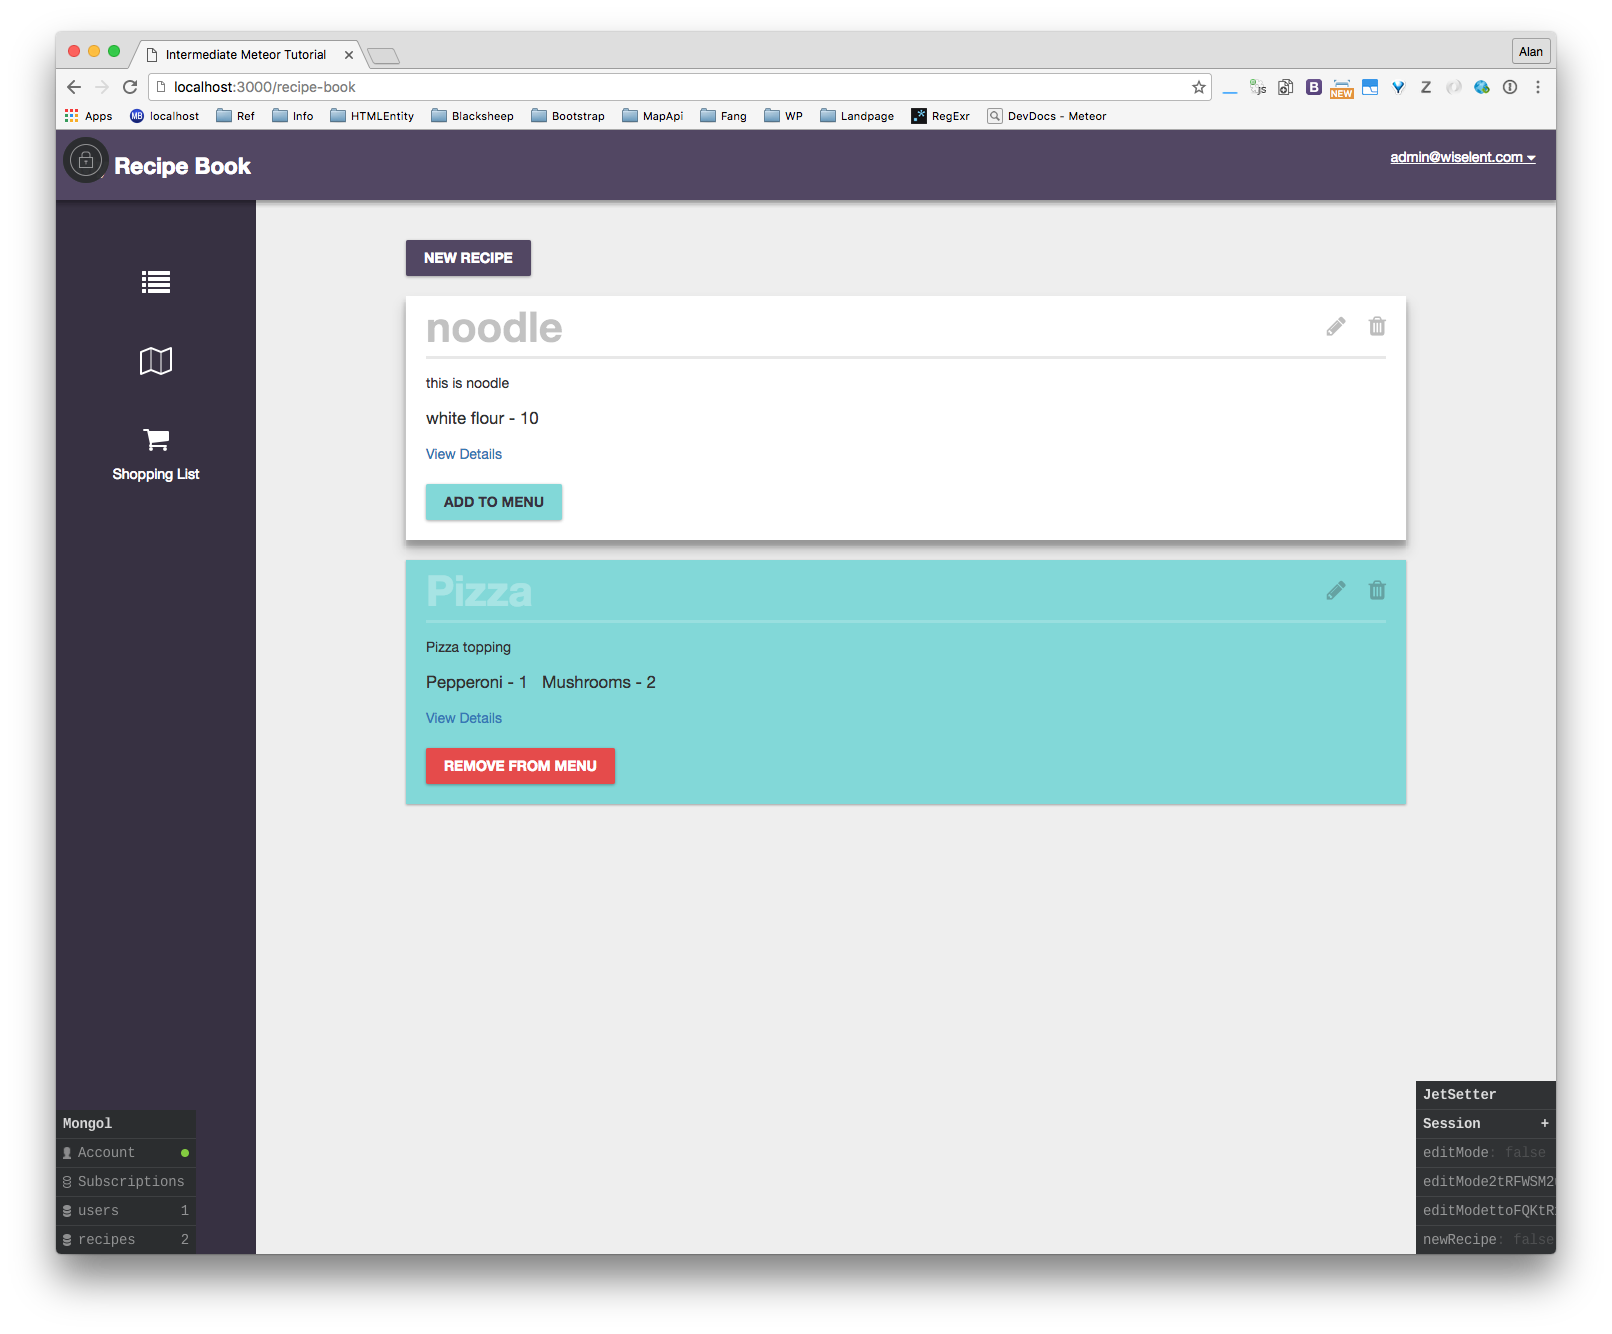 Intermediate Meteor Tutorial
Alan
localhost:3000/recipe-book
js B NEW Z
Apps MB localhost Ref Info HTMLEntity Blacksheep Bootstrap MapApi Fang WP Landpage RegExr DevDocs - Meteor
Recipe Book
admin@wiselent.com
Shopping List
NEW RECIPE
noodle
this is noodle
white flour - 10
View Details
ADD TO MENU
Pizza
Pizza topping
Pepperoni - 1 Mushrooms - 2
View Details
REMOVE FROM MENU
Mongol
Account
Subscriptions
users 1
recipes 2
JetSetter
Session +
editMode: false
editMode2tRFWSM2
editModettoFQKtR
newRecipe: false